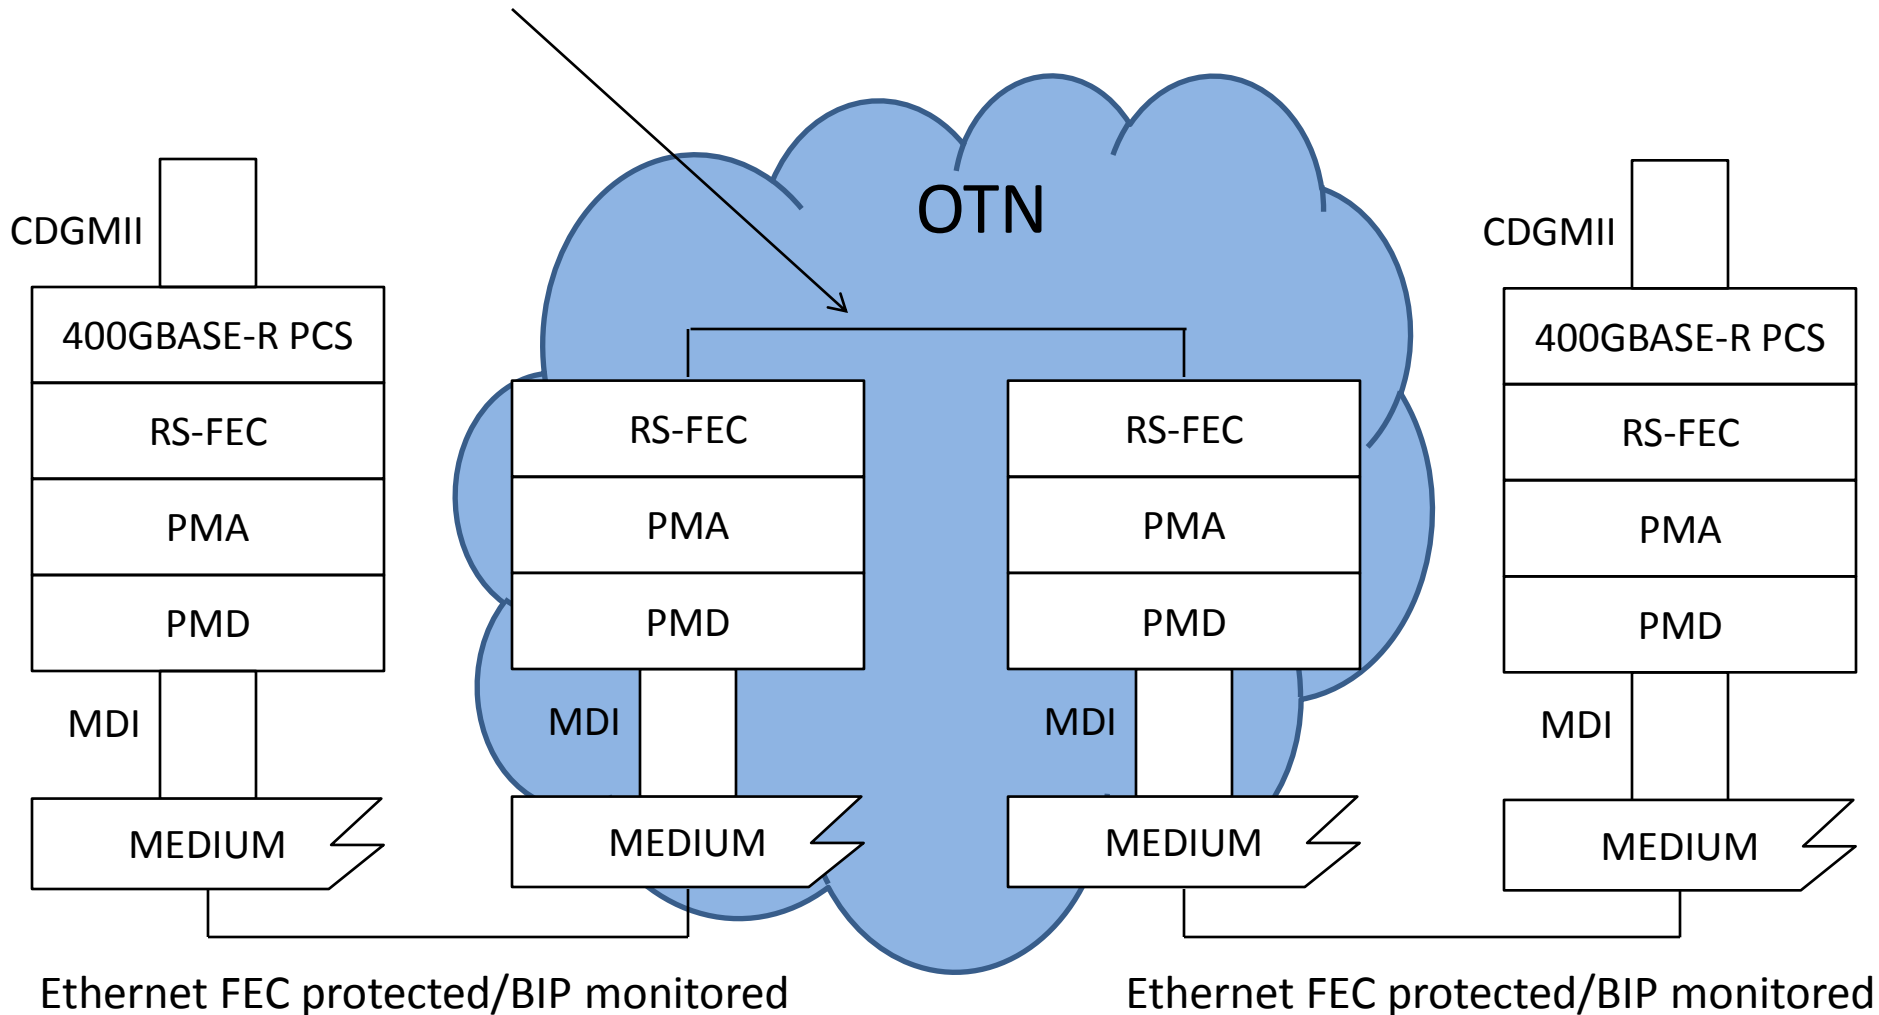 OTN
CDGMII
400GBASE-R PCS
RS-FEC
PMA
PMD
MDI
MEDIUM
RS-FEC
PMA
PMD
MDI
MEDIUM
RS-FEC
PMA
PMD
MDI
MEDIUM
CDGMII
400GBASE-R PCS
RS-FEC
PMA
PMD
MDI
MEDIUM
Ethernet FEC protected/BIP monitored
Ethernet FEC protected/BIP monitored